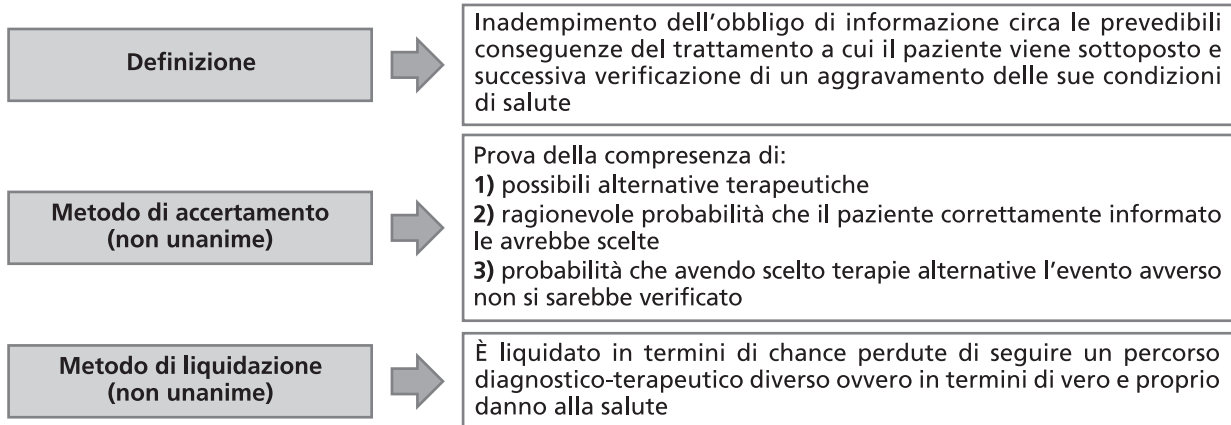 Definizione
Inadempimento dell'obbligo di informazione circa le prevedibili
conseguenze del trattamento a cui il paziente viene sottoposto e
successiva verificazione di un aggravamento delle sue condizioni
di salute
Metodo di accertamento
(non unanime)
Prova della compresenza di:
1) possibili alternative terapeutiche
2) ragionevole probabilità che il paziente correttamente informato
le avrebbe scelte
3) probabilità che avendo scelto terapie alternative l'evento avverso
non si sarebbe verificato
Metodo di liquidazione
(non unanime)
È liquidato in termini di chance perdute di seguire un percorso
diagnostico-terapeutico diverso ovvero in termini di vero e proprio
danno alla salute